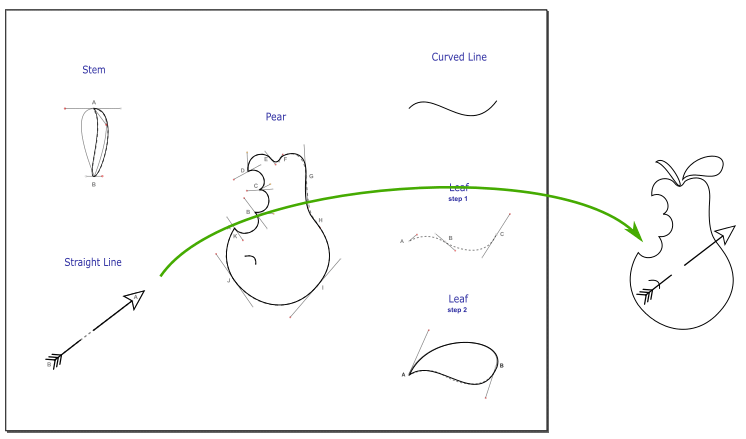 Stem
A
B
Curved Line
Pear
D
E
F
G
C
B
K
H
J
I
Leaf
step 1
A
B
C
Straight Line
A
B
Leaf
step 2
A
B